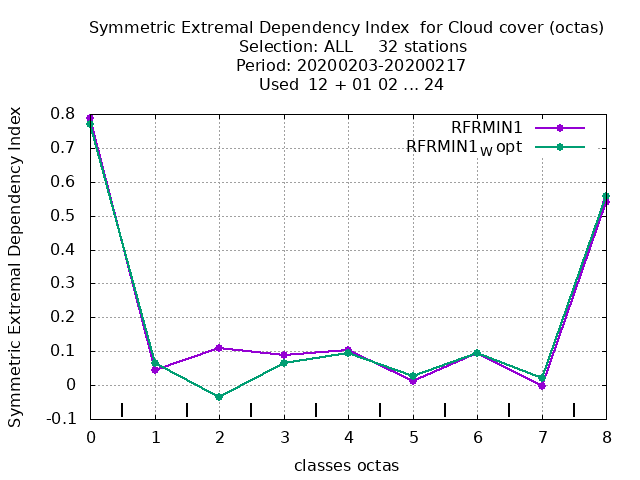 Symmetric Extremal Dependency Index for Cloud cover (octas)
Selection: ALL 32 stations
Period: 20200203-20200217
Used 12 + 01 02 ... 24
RFRMIN1
RFRMIN1W opt
Symmetric Extremal Dependency Index
0.8
0.7
0.6
0.5
0.4
0.3
0.2
0.1
0
-0.1
0 1 2 3 4 5 6 7 8
classes octas